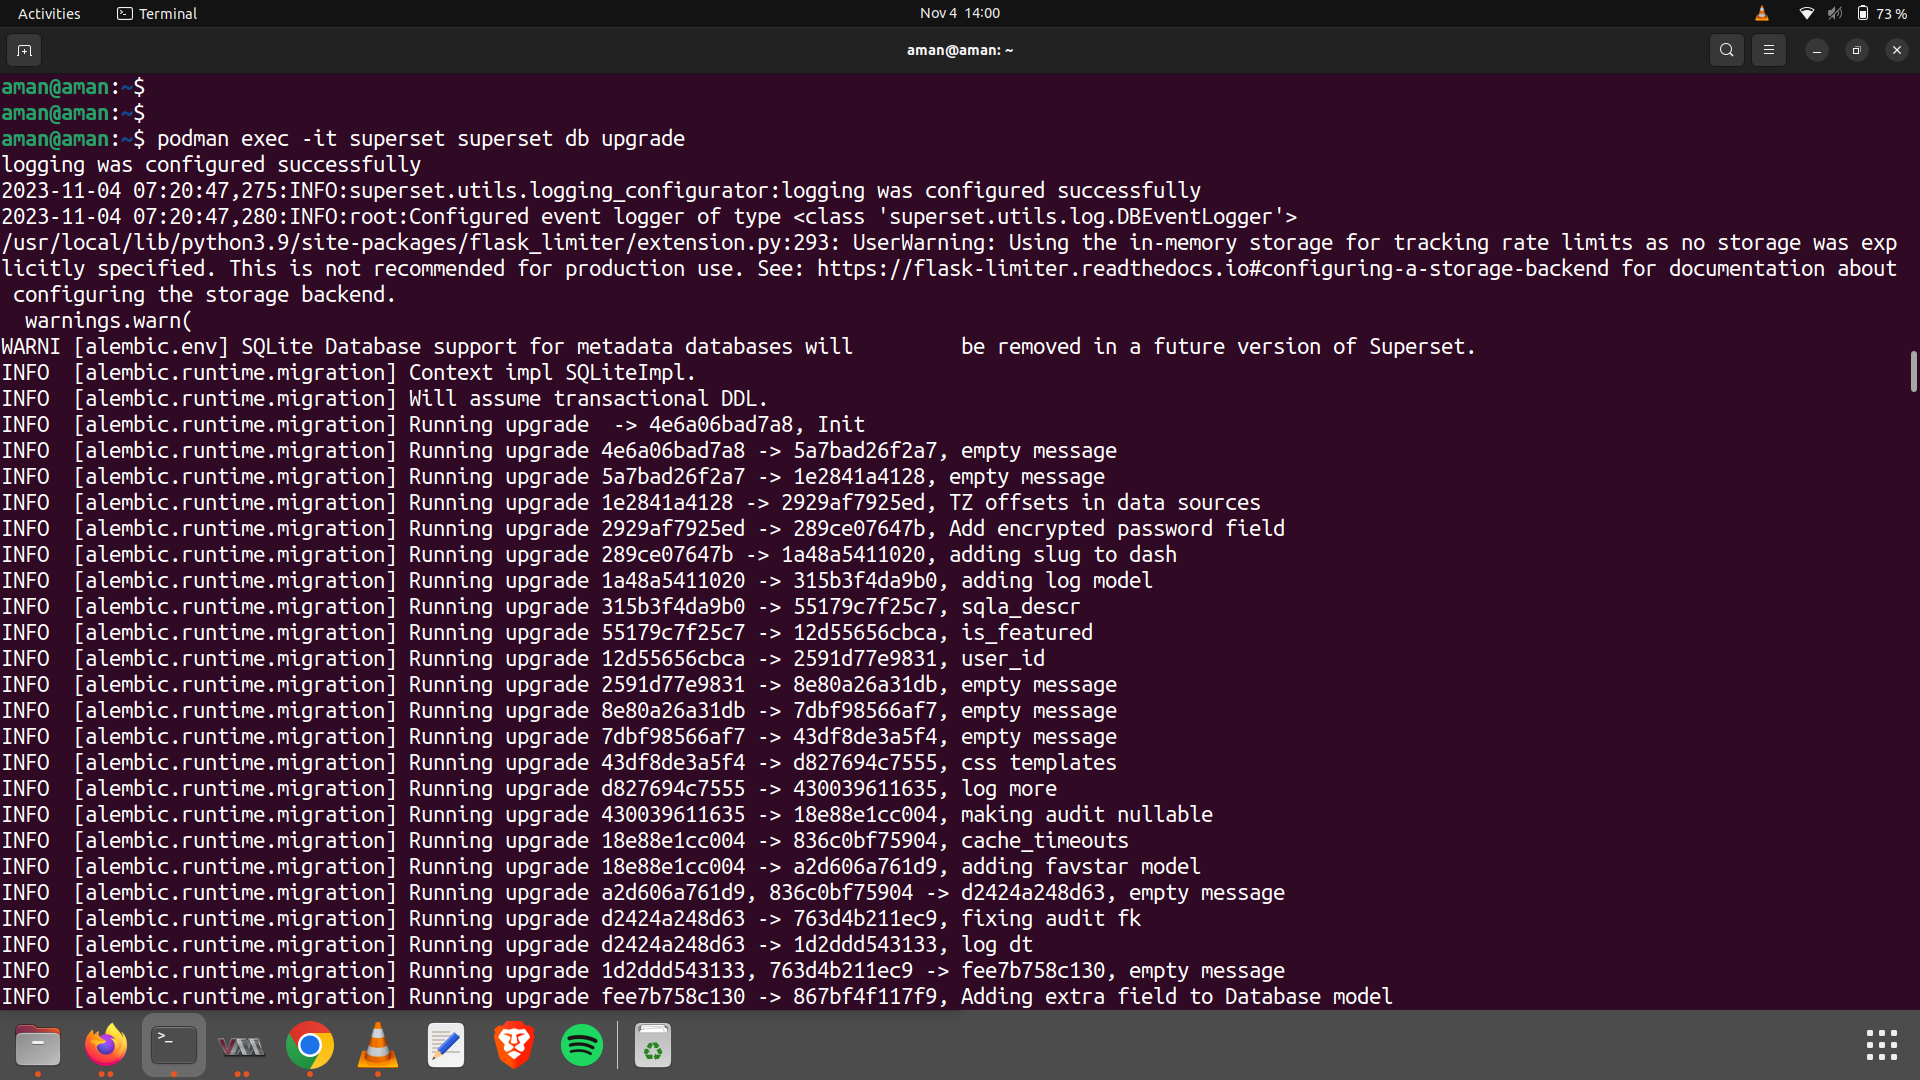 Activities
Terminal
Nov 4 14:00
73 %
aman@aman: ~
aman@aman:~$
aman@aman:~$
aman@aman:~$ podman exec -it superset superset db upgrade
logging was configured successfully
2023-11-04 07:20:47,275:INFO:superset.utils.logging_configurator:logging was configured successfully
2023-11-04 07:20:47,280:INFO:root:Configured event logger of type <class 'superset.utils.log.DBEventLogger'>
/usr/local/lib/python3.9/site-packages/flask_limiter/extension.py:293: UserWarning: Using the in-memory storage for tracking rate limits as no storage was exp
licitly specified. This is not recommended for production use. See: https://flask-limiter.readthedocs.io#configuring-a-storage-backend for documentation about
 configuring the storage backend.
  warnings.warn(
WARNI [alembic.env] SQLite Database support for metadata databases will         be removed in a future version of Superset.
INFO  [alembic.runtime.migration] Context impl SQLiteImpl.
INFO  [alembic.runtime.migration] Will assume transactional DDL.
INFO  [alembic.runtime.migration] Running upgrade  -> 4e6a06bad7a8, Init
INFO  [alembic.runtime.migration] Running upgrade 4e6a06bad7a8 -> 5a7bad26f2a7, empty message
INFO  [alembic.runtime.migration] Running upgrade 5a7bad26f2a7 -> 1e2841a4128, empty message
INFO  [alembic.runtime.migration] Running upgrade 1e2841a4128 -> 2929af7925ed, TZ offsets in data sources
INFO  [alembic.runtime.migration] Running upgrade 2929af7925ed -> 289ce07647b, Add encrypted password field
INFO  [alembic.runtime.migration] Running upgrade 289ce07647b -> 1a48a5411020, adding slug to dash
INFO  [alembic.runtime.migration] Running upgrade 1a48a5411020 -> 315b3f4da9b0, adding log model
INFO  [alembic.runtime.migration] Running upgrade 315b3f4da9b0 -> 55179c7f25c7, sqla_descr
INFO  [alembic.runtime.migration] Running upgrade 55179c7f25c7 -> 12d55656cbca, is_featured
INFO  [alembic.runtime.migration] Running upgrade 12d55656cbca -> 2591d77e9831, user_id
INFO  [alembic.runtime.migration] Running upgrade 2591d77e9831 -> 8e80a26a31db, empty message
INFO  [alembic.runtime.migration] Running upgrade 8e80a26a31db -> 7dbf98566af7, empty message
INFO  [alembic.runtime.migration] Running upgrade 7dbf98566af7 -> 43df8de3a5f4, empty message
INFO  [alembic.runtime.migration] Running upgrade 43df8de3a5f4 -> d827694c7555, css templates
INFO  [alembic.runtime.migration] Running upgrade d827694c7555 -> 430039611635, log more
INFO  [alembic.runtime.migration] Running upgrade 430039611635 -> 18e88e1cc004, making audit nullable
INFO  [alembic.runtime.migration] Running upgrade 18e88e1cc004 -> 836c0bf75904, cache_timeouts
INFO  [alembic.runtime.migration] Running upgrade 18e88e1cc004 -> a2d606a761d9, adding favstar model
INFO  [alembic.runtime.migration] Running upgrade a2d606a761d9, 836c0bf75904 -> d2424a248d63, empty message
INFO  [alembic.runtime.migration] Running upgrade d2424a248d63 -> 763d4b211ec9, fixing audit fk
INFO  [alembic.runtime.migration] Running upgrade d2424a248d63 -> 1d2ddd543133, log dt
INFO  [alembic.runtime.migration] Running upgrade 1d2ddd543133, 763d4b211ec9 -> fee7b758c130, empty message
INFO  [alembic.runtime.migration] Running upgrade fee7b758c130 -> 867bf4f117f9, Adding extra field to Database model